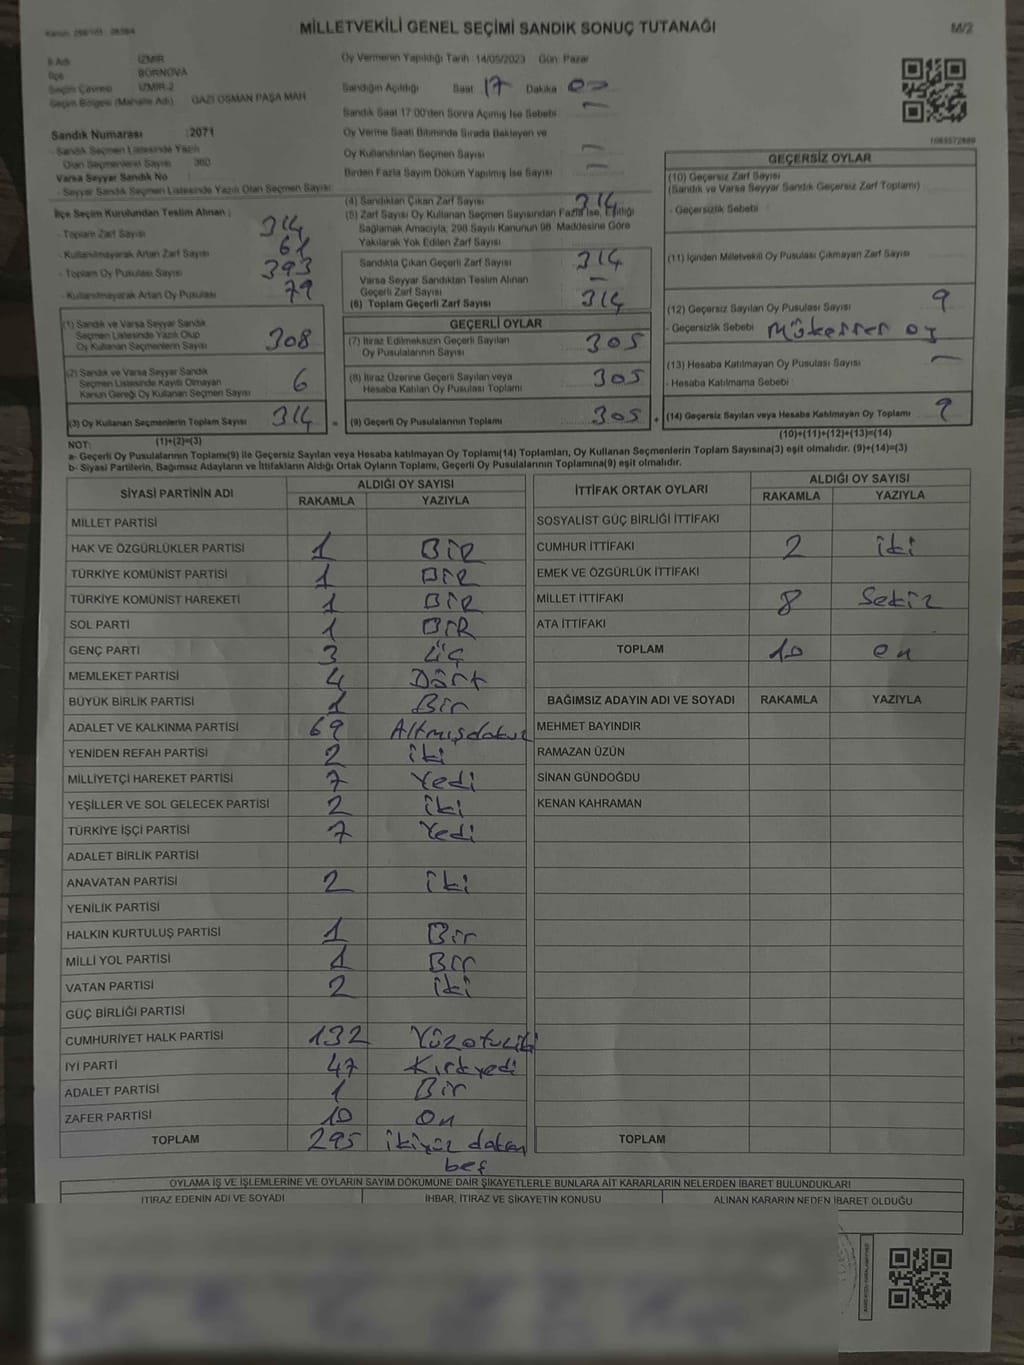 MİLLETVEKİLİ GENEL SEÇİMİ SANDIK SONUÇ TUTANAĞI
M/2
İl Adı : İZMİR
İlçe : BORNOVA
Seçim Çevresi : İZMİR-2
Seçim Bölgesi (Mahalle Adı) : GAZİ OSMAN PAŞA MAH
Sandık Numarası : 2071
- Sandık Seçmen Listesinde Yazılı
Olan Seçmenlerin Sayısı : 360
Varsa Seyyar Sandık No
- Seyyar Sandık Seçmen Listesinde Yazılı Olan Seçmen Sayısı
Oy Vermenin Yapıldığı Tarih : 14/05/2023 Gün: Pazar
Sandığın Açıldığı Saat 17 Dakika 00
Sandık Saat 17.00'den Sonra Açımış İse Sebebi —
Oy Verme Saati Bitiminde Sırada Bekleyen ve
Oy Kullandırılan Seçmen Sayısı —
Birden Fazla Sayım Döküm Yapılmış İse Sayısı —
İlçe Seçim Kurulundan Teslim Alınan ;
- Toplam Zarf Sayısı 314
- Kullanılmayarak Artan Zarf Sayısı 61
- Toplam Oy Pusulası Sayısı 393
- Kullanılmayarak Artan Oy Pusulası 79
(1) Sandık ve Varsa Seyyar Sandık
Seçmen Listesinde Yazılı Olup
Oy Kullanan Seçmenlerin Sayısı 308
(2) Sandık ve Varsa Seyyar Sandık
Seçmen Listesinde Kayıtlı Olmayan
Kanun Gereği Oy Kullanan Seçmen Sayısı 6
(3) Oy Kullanan Seçmenlerin Toplam Sayısı 314
(1)+(2)=(3)
(4) Sandıktan Çıkan Zarf Sayısı 314
(5) Zarf Sayısı Oy Kullanan Seçmen Sayısından Fazla İse, Eşitliği
Sağlamak Amacıyla, 298 Sayılı Kanunun 98. Maddesine Göre
Yakılarak Yok Edilen Zarf Sayısı
Sandıkta Çıkan Geçerli Zarf Sayısı 314
Varsa Seyyar Sandıktan Teslim Alınan
Geçerli Zarf Sayısı —
(6) Toplam Geçerli Zarf Sayısı 314
GEÇERLİ OYLAR
(7) İtiraz Edilmeksizin Geçerli Sayılan
Oy Pusulalarının Sayısı 305
(8) İtiraz Üzerine Geçerli Sayılan veya
Hesaba Katılan Oy Pusulası Toplamı 305
= (9) Geçerli Oy Pusulalarının Toplamı 305
GEÇERSİZ OYLAR
(10) Geçersiz Zarf Sayısı
(Sandık ve Varsa Seyyar Sandık Geçersiz Zarf Toplamı)
- Geçersizlik Sebebi
(11) İçinden Milletvekili Oy Pusulası Çıkmayan Zarf Sayısı
(12) Geçersiz Sayılan Oy Pusulası Sayısı 9
- Geçersizlik Sebebi Mükerrer oy
(13) Hesaba Katılmayan Oy Pusulası Sayısı —
- Hesaba Katılmama Sebebi
+ (14) Geçersiz Sayılan veya Hesaba Katılmayan Oy Toplamı 9
(10)+(11)+(12)+(13)=(14)
NOT:
a- Geçerli Oy Pusulalarının Toplamı(9) ile Geçersiz Sayılan veya Hesaba katılmayan Oy Toplamı(14) Toplamları, Oy Kullanan Seçmenlerin Toplam Sayısına(3) eşit olmalıdır. (9)+(14)=(3)
b- Siyasi Partilerin, Bağımsız Adayların ve İttifakların Aldığı Ortak Oyların Toplamı, Geçerli Oy Pusulalarının Toplamına(9) eşit olmalıdır.
SİYASİ PARTİNİN ADI ALDIĞI OY SAYISI
RAKAMLA YAZIYLA
MİLLET PARTİSİ
HAK VE ÖZGÜRLÜKLER PARTİSİ 1 BİR
TÜRKİYE KOMÜNİST PARTİSİ 1 BİR
TÜRKİYE KOMÜNİST HAREKETİ 1 BİR
SOL PARTİ 1 BİR
GENÇ PARTİ 3 üç
MEMLEKET PARTİSİ 4 Dört
BÜYÜK BİRLİK PARTİSİ 1 Bir
ADALET VE KALKINMA PARTİSİ 69 Altmışdokuz
YENİDEN REFAH PARTİSİ 2 iki
MİLLİYETÇİ HAREKET PARTİSİ 7 Yedi
YEŞİLLER VE SOL GELECEK PARTİSİ 2 iki
TÜRKİYE İŞÇİ PARTİSİ 7 Yedi
ADALET BİRLİK PARTİSİ
ANAVATAN PARTİSİ 2 iki
YENİLİK PARTİSİ
HALKIN KURTULUŞ PARTİSİ 1 Bir
MİLLİ YOL PARTİSİ 1 Bir
VATAN PARTİSİ 2 iki
GÜÇ BİRLİĞİ PARTİSİ
CUMHURİYET HALK PARTİSİ 132 Yüzotuziki
İYİ PARTİ 47 Kırkyedi
ADALET PARTİSİ 1 Bir
ZAFER PARTİSİ 10 On
TOPLAM 295 ikiyüz doksan
beş
İTTİFAK ORTAK OYLARI ALDIĞI OY SAYISI
RAKAMLA YAZIYLA
SOSYALİST GÜÇ BİRLİĞİ İTTİFAKI
CUMHUR İTTİFAKI 2 iki
EMEK VE ÖZGÜRLÜK İTTİFAKI
MİLLET İTTİFAKI 8 Sekiz
ATA İTTİFAKI
TOPLAM 10 on
BAĞIMSIZ ADAYIN ADI VE SOYADI RAKAMLA YAZIYLA
MEHMET BAYINDIR
RAMAZAN ÜZÜN
SİNAN GÜNDOĞDU
KENAN KAHRAMAN
TOPLAM
OYLAMA İŞ VE İŞLEMLERİNE VE OYLARIN SAYIM DÖKÜMÜNE DAİR ŞİKAYETLERLE BUNLARA AİT KARARLARIN NELERDEN İBARET BULUNDUKLARI
İTİRAZ EDENİN ADI VE SOYADI İHBAR, İTİRAZ VE ŞİKAYETİN KONUSU ALINAN KARARIN NEDEN İBARET OLDUĞU